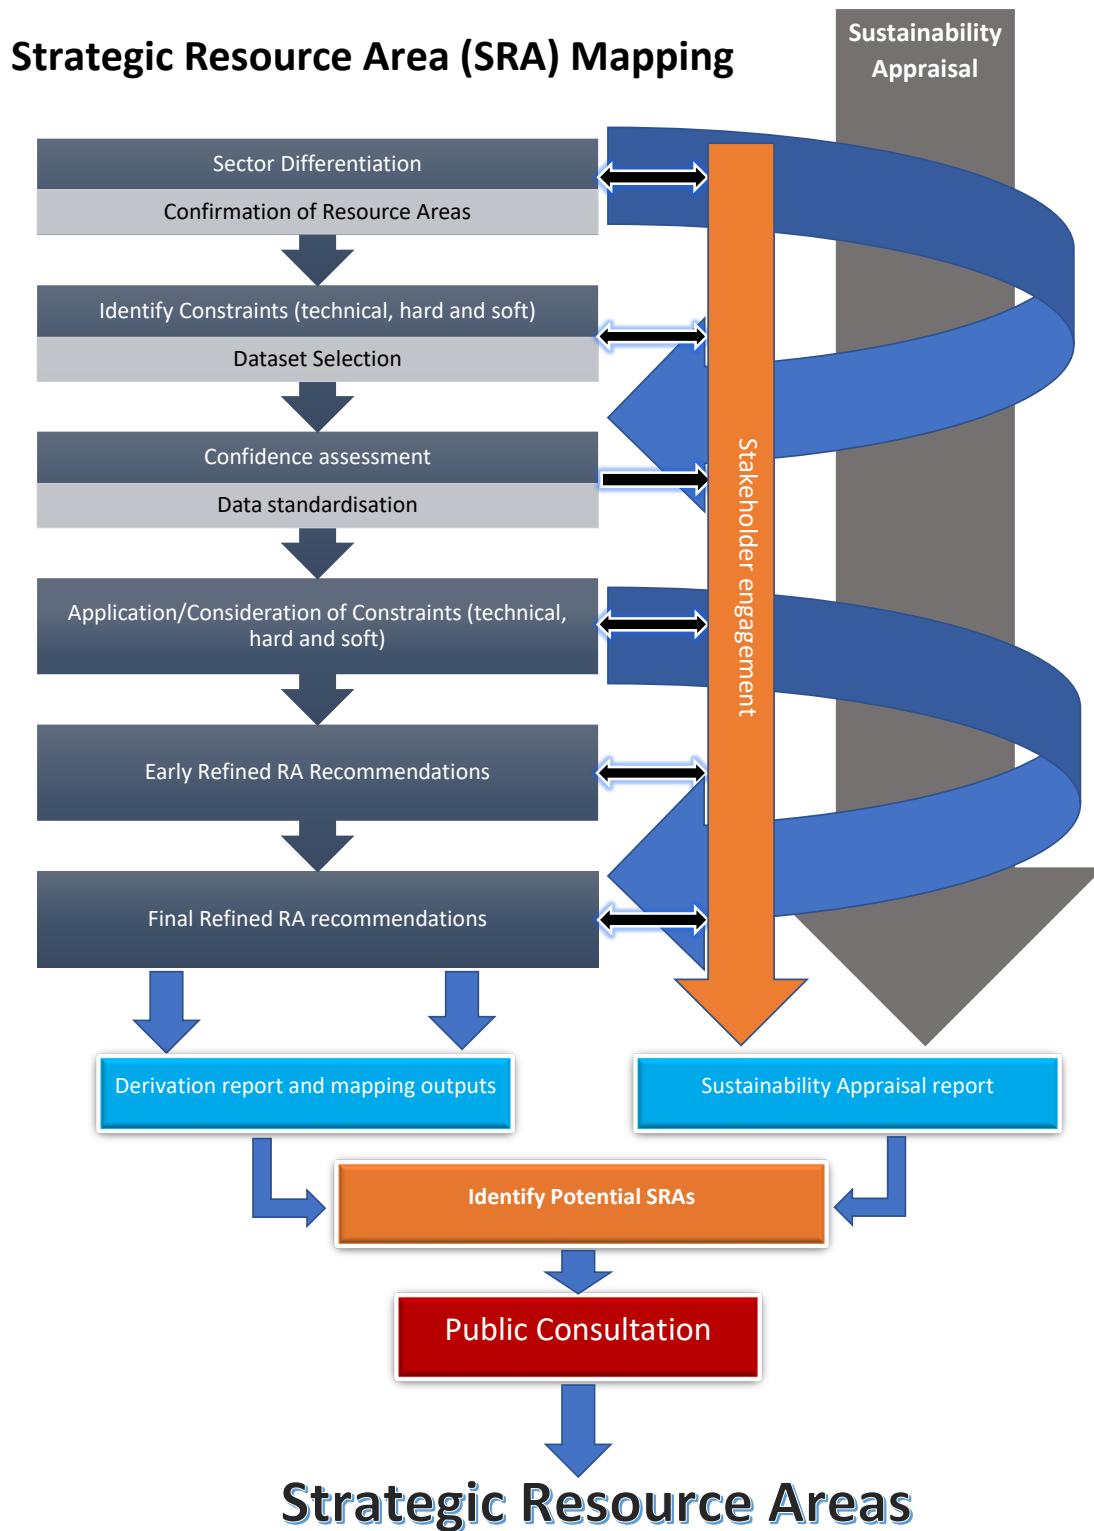 Strategic Resource Area (SRA) Mapping
Sustainability
Appraisal
Sector Differentiation
Confirmation of Resource Areas
Identify Constraints (technical, hard and soft)
Dataset Selection
Confidence assessment
Data standardisation
Application/Consideration of Constraints (technical,
hard and soft)
Early Refined RA Recommendations
Final Refined RA recommendations
Stakeholder engagement
Derivation report and mapping outputs
Sustainability Appraisal report
Identify Potential SRAs
Public Consultation
Strategic Resource Areas